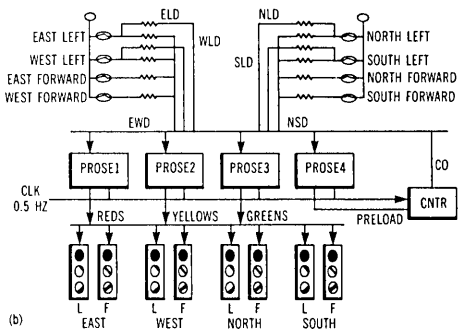 ELD
NLD
EAST LEFT
WLD
NORTH LEFT
WEST LEFT
SLD
SOUTH LEFT
EAST FORWARD
NORTH FORWARD
WEST FORWARD
SOUTH FORWARD
EWD
NSD
PROSE1
PROSE2
PROSE3
PROSE4
CO
CLK
0.5 HZ
CNTR
REDS
YELLOWS
GREENS
PRELOAD
L F L F L F L F
(b)
EAST WEST NORTH SOUTH